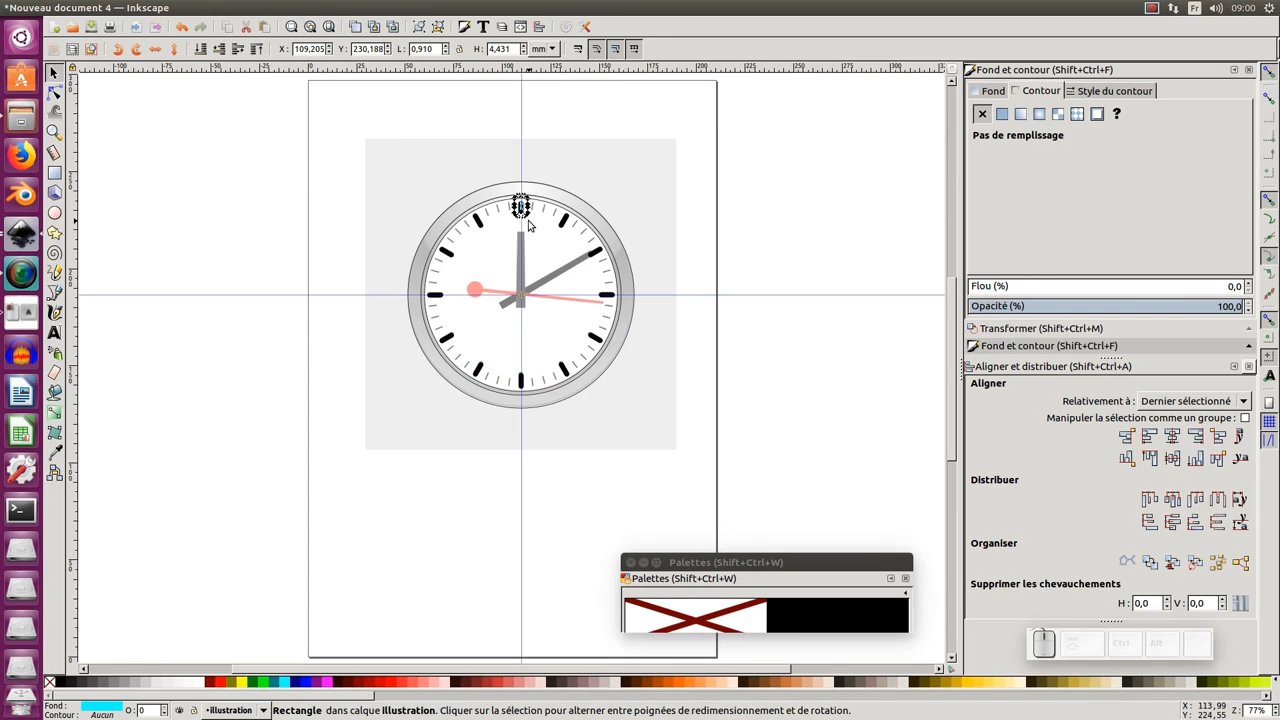 *Nouveau document 4 - Inkscape
Fr
09:00
X : 109,205
Y : 230,188
L : 0,910
H : 4,431
mm
Fond et contour (Shift+Ctrl+F)
Fond
Contour
Style du contour
?
Pas de remplissage
Flou (%)
0,0
Opacité (%)
100,0
Transformer (Shift+Ctrl+M)
Fond et contour (Shift+Ctrl+F)
Aligner et distribuer (Shift+Ctrl+A)
Aligner
Relativement à :
Dernier sélectionné
Manipuler la sélection comme un groupe :
Distribuer
Organiser
Supprimer les chevauchements
H : 0,0
V : 0,0
Palettes (Shift+Ctrl+W)
Palettes (Shift+Ctrl+W)
Ctrl
Alt
Fond :
Contour :
Aucun
O : 0
illustration
Rectangle dans calque illustration. Cliquer sur la sélection pour alterner entre poignées de redimensionnement et de rotation.
X : 113,99
Y : 224,55
Z : 77%